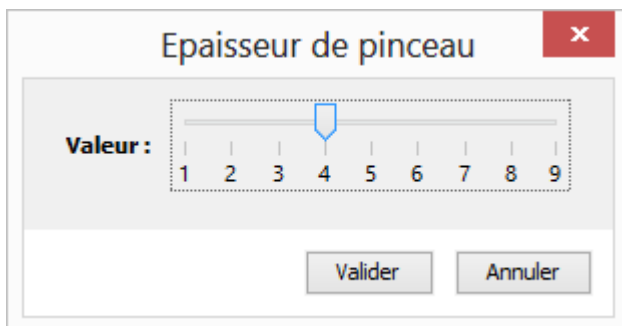 Epaisseur de pinceau
Valeur :
1 2 3 4 5 6 7 8 9
Valider Annuler